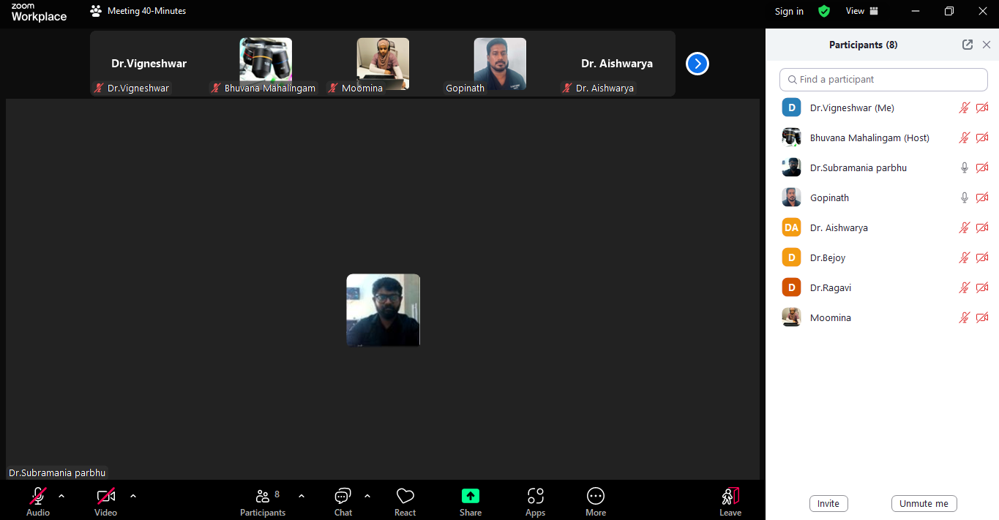 zoom
Workplace
Meeting 40-Minutes
Sign in
View
Dr.Vigneshwar
Dr. Aishwarya
Dr.Vigneshwar
Bhuvana Mahalingam
Moomina
Gopinath
Dr. Aishwarya
Dr.Subramania parbhu
Audio
Video
Participants
8
Chat
React
Share
Apps
More
Leave
Participants (8)
Find a participant
D Dr.Vigneshwar (Me)
Bhuvana Mahalingam (Host)
Dr.Subramania parbhu
Gopinath
DA Dr. Aishwarya
D Dr.Bejoy
D Dr.Ragavi
Moomina
Invite
Unmute me